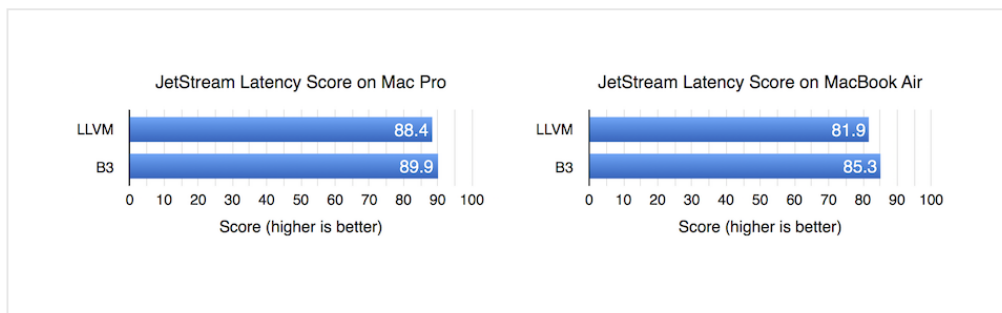 JetStream Latency Score on Mac Pro
LLVM 88.4
B3 89.9
0 10 20 30 40 50 60 70 80 90 100
Score (higher is better)
JetStream Latency Score on MacBook Air
LLVM 81.9
B3 85.3
0 10 20 30 40 50 60 70 80 90 100
Score (higher is better)